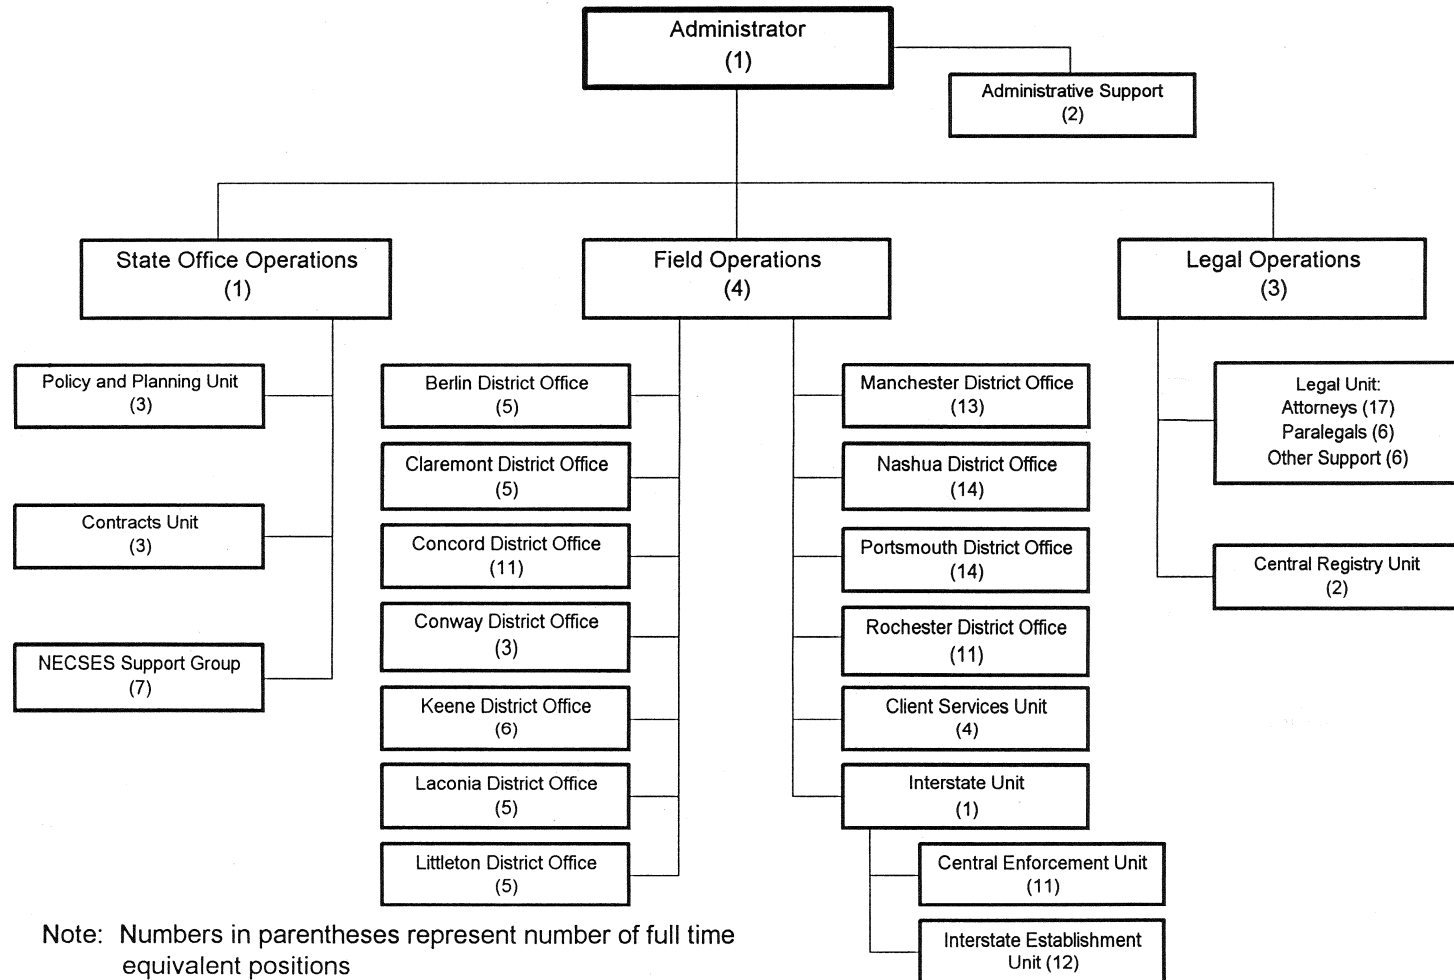 Administrator
(1)
Administrative Support
(2)
State Office Operations
(1)
Field Operations
(4)
Legal Operations
(3)
Policy and Planning Unit
(3)
Contracts Unit
(3)
NECSES Support Group
(7)
Berlin District Office
(5)
Claremont District Office
(5)
Concord District Office
(11)
Conway District Office
(3)
Keene District Office
(6)
Laconia District Office
(5)
Littleton District Office
(5)
Manchester District Office
(13)
Nashua District Office
(14)
Portsmouth District Office
(14)
Rochester District Office
(11)
Client Services Unit
(4)
Interstate Unit
(1)
Central Enforcement Unit
(11)
Interstate Establishment
Unit (12)
Legal Unit:
Attorneys (17)
Paralegals (6)
Other Support (6)
Central Registry Unit
(2)
Note: Numbers in parentheses represent number of full time
equivalent positions